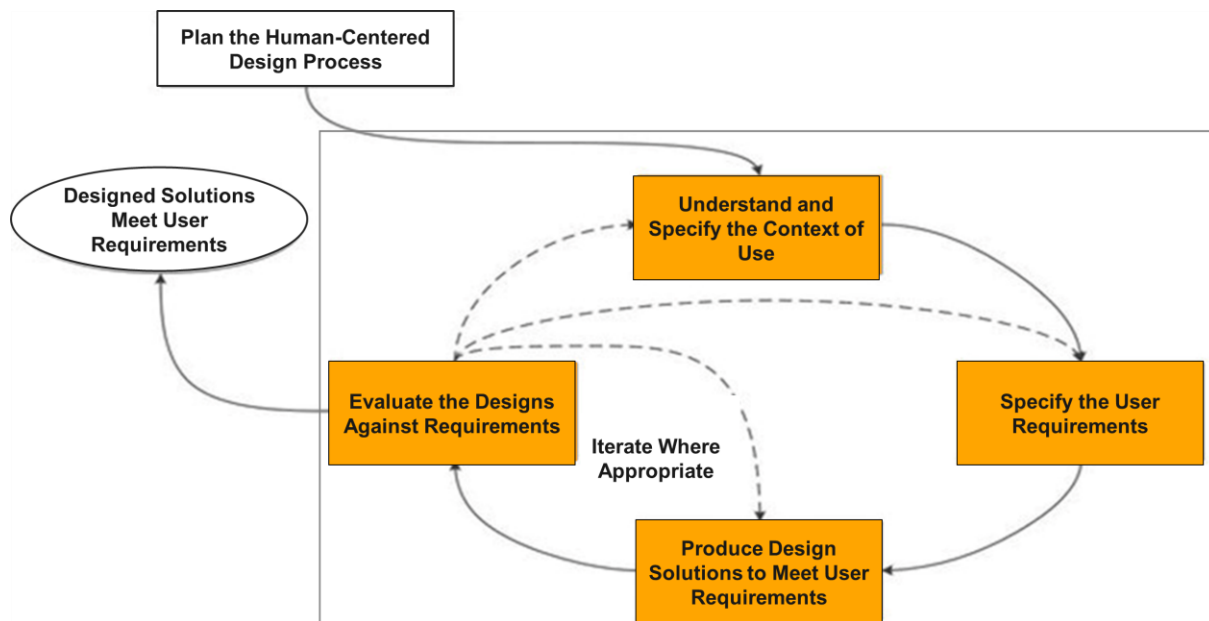 Plan the Human-Centered
Design Process
Designed Solutions
Meet User
Requirements
Understand and
Specify the Context of
Use
Evaluate the Designs
Against Requirements
Specify the User
Requirements
Iterate Where
Appropriate
Produce Design
Solutions to Meet User
Requirements